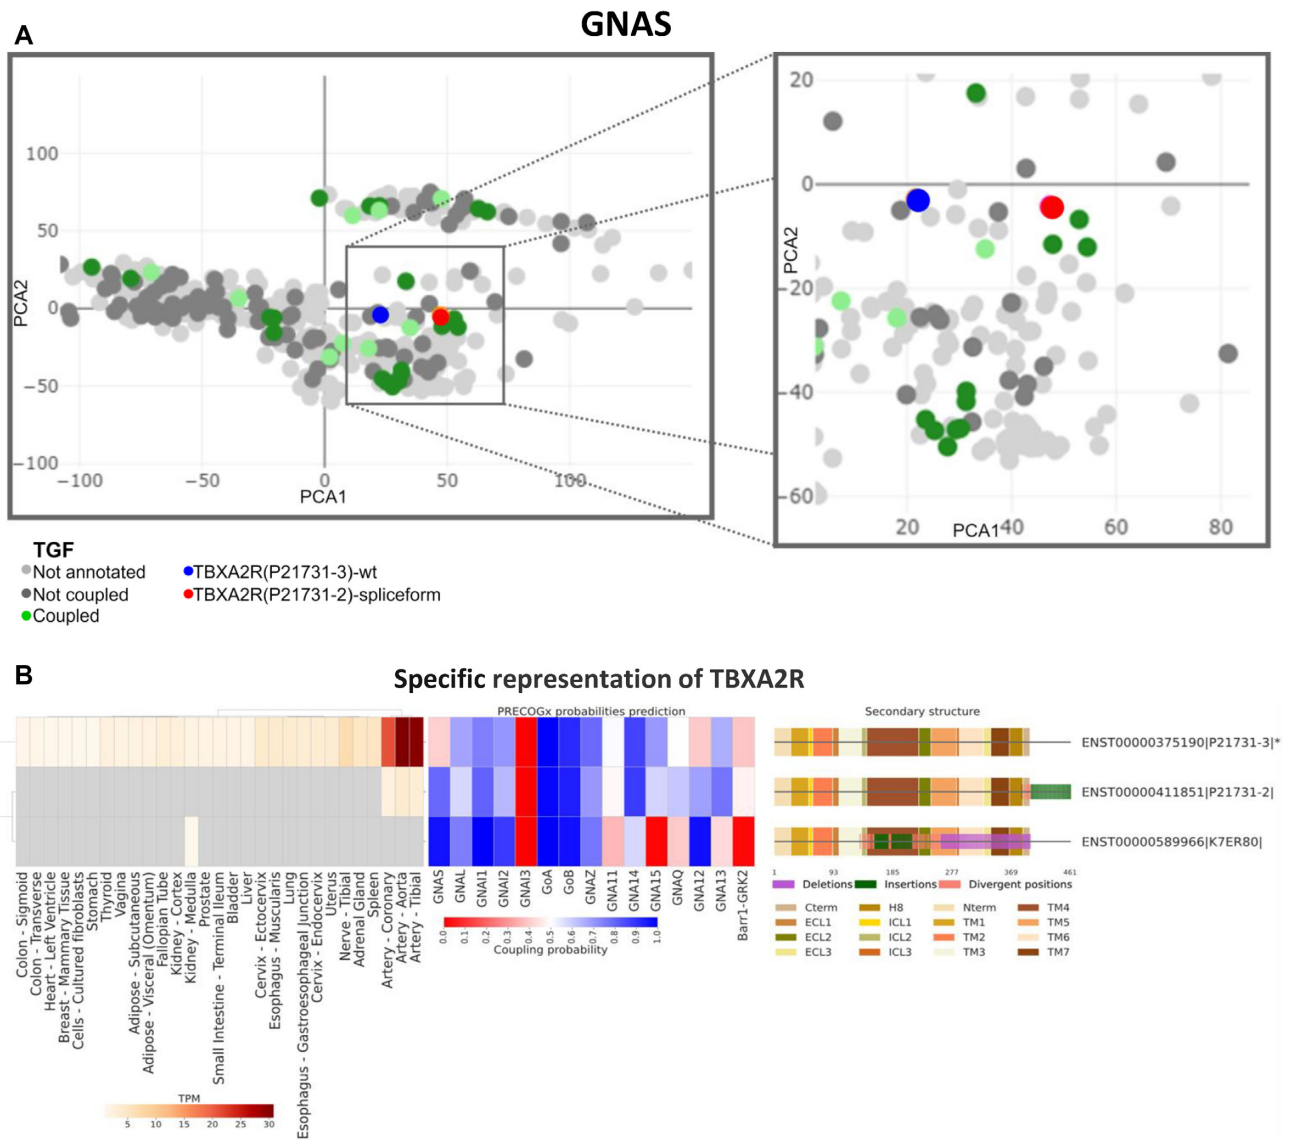 GNAS
A
100
50
0
−50
−100
−100
−50
0
50
100
PCA1
PCA2
20
0
−20
−40
−60
20
40
60
80
PCA1
PCA2
TGF
Not annotated
Not coupled
Coupled
TBXA2R(P21731-3)-wt
TBXA2R(P21731-2)-spliceform
B
Specific representation of TBXA2R
PRECOGx probabilities prediction
Secondary structure
ENST00000375190|P21731-3|*
ENST00000411851|P21731-2|
ENST00000589966|K7ER80|
Colon - Sigmoid
Colon - Transverse
Heart - Left Ventricle
Breast - Mammary Tissue
Cells - Cultured fibroblasts
Stomach
Thyroid
Vagina
Adipose - Subcutaneous
Adipose - Visceral (Omentum)
Fallopian Tube
Kidney - Cortex
Kidney - Medulla
Prostate
Small Intestine - Terminal Ileum
Bladder
Liver
Cervix - Ectocervix
Esophagus - Muscularis
Lung
Esophagus - Gastroesophageal Junction
Cervix - Endocervix
Uterus
Nerve - Tibial
Adrenal Gland
Spleen
Artery - Coronary
Artery - Aorta
Artery - Tibial
GNAS
GNAL
GNAI1
GNAI2
GNAI3
GoA
GoB
GNAZ
GNA11
GNA14
GNA15
GNAQ
GNA12
GNA13
Barr1-GRK2
0.0
0.1
0.2
0.3
0.4
0.5
0.6
0.7
0.8
0.9
1.0
Coupling probability
1
93
185
277
369
461
Deletions
Insertions
Divergent positions
Cterm
H8
Nterm
TM4
ECL1
ICL1
TM1
TM5
ECL2
ICL2
TM2
TM6
ECL3
ICL3
TM3
TM7
TPM
5
10
15
20
25
30